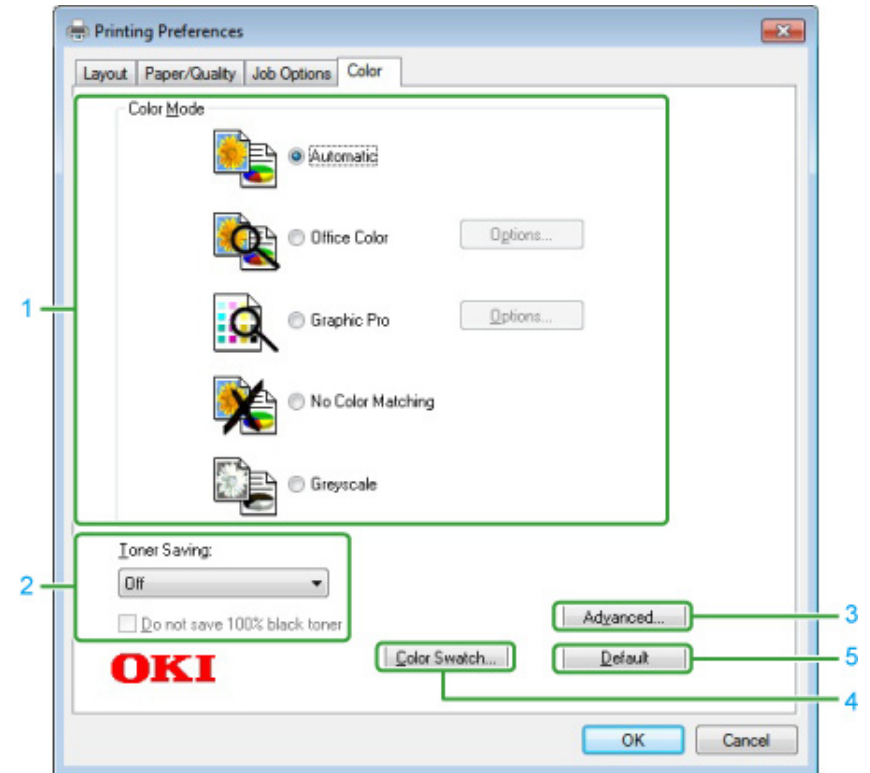 Printing Preferences
Layout Paper/Quality Job Options Color
Color Mode
Automatic
Office Color Options...
1
Graphic Pro Options...
No Color Matching
Greyscale
Toner Saving:
2 Off
Do not save 100% black toner
Advanced... 3
OKI Color Swatch... Default 5
4
OK Cancel